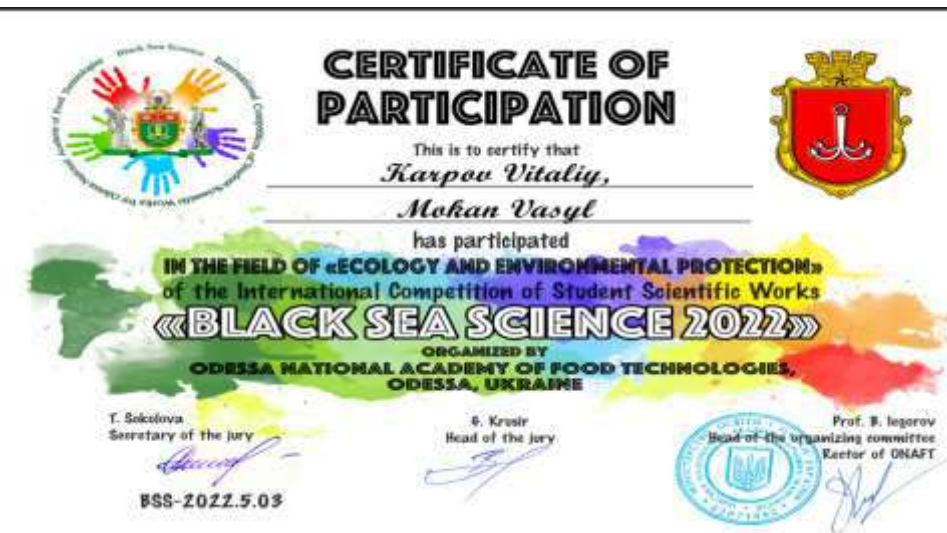 CERTIFICATE OF
PARTICIPATION
This is to certify that
Karpov Vitaliy,
Mokan Vasyl
has participated
IN THE FIELD OF «ECOLOGY AND ENVIRONMENTAL PROTECTION»
of the International Competition of Student Scientific Works
«BLACK SEA SCIENCE 2022»
ORGANIZED BY
ODESSA NATIONAL ACADEMY OF FOOD TECHNOLOGIES,
ODESSA, UKRAINE
T. Sokolova
Secretary of the jury
G. Krusir
Head of the jury
Prof. B. Iegorov
Head of the organizing committee
Rector of ONAFT
BSS-2022.5.03
Black Sea Science